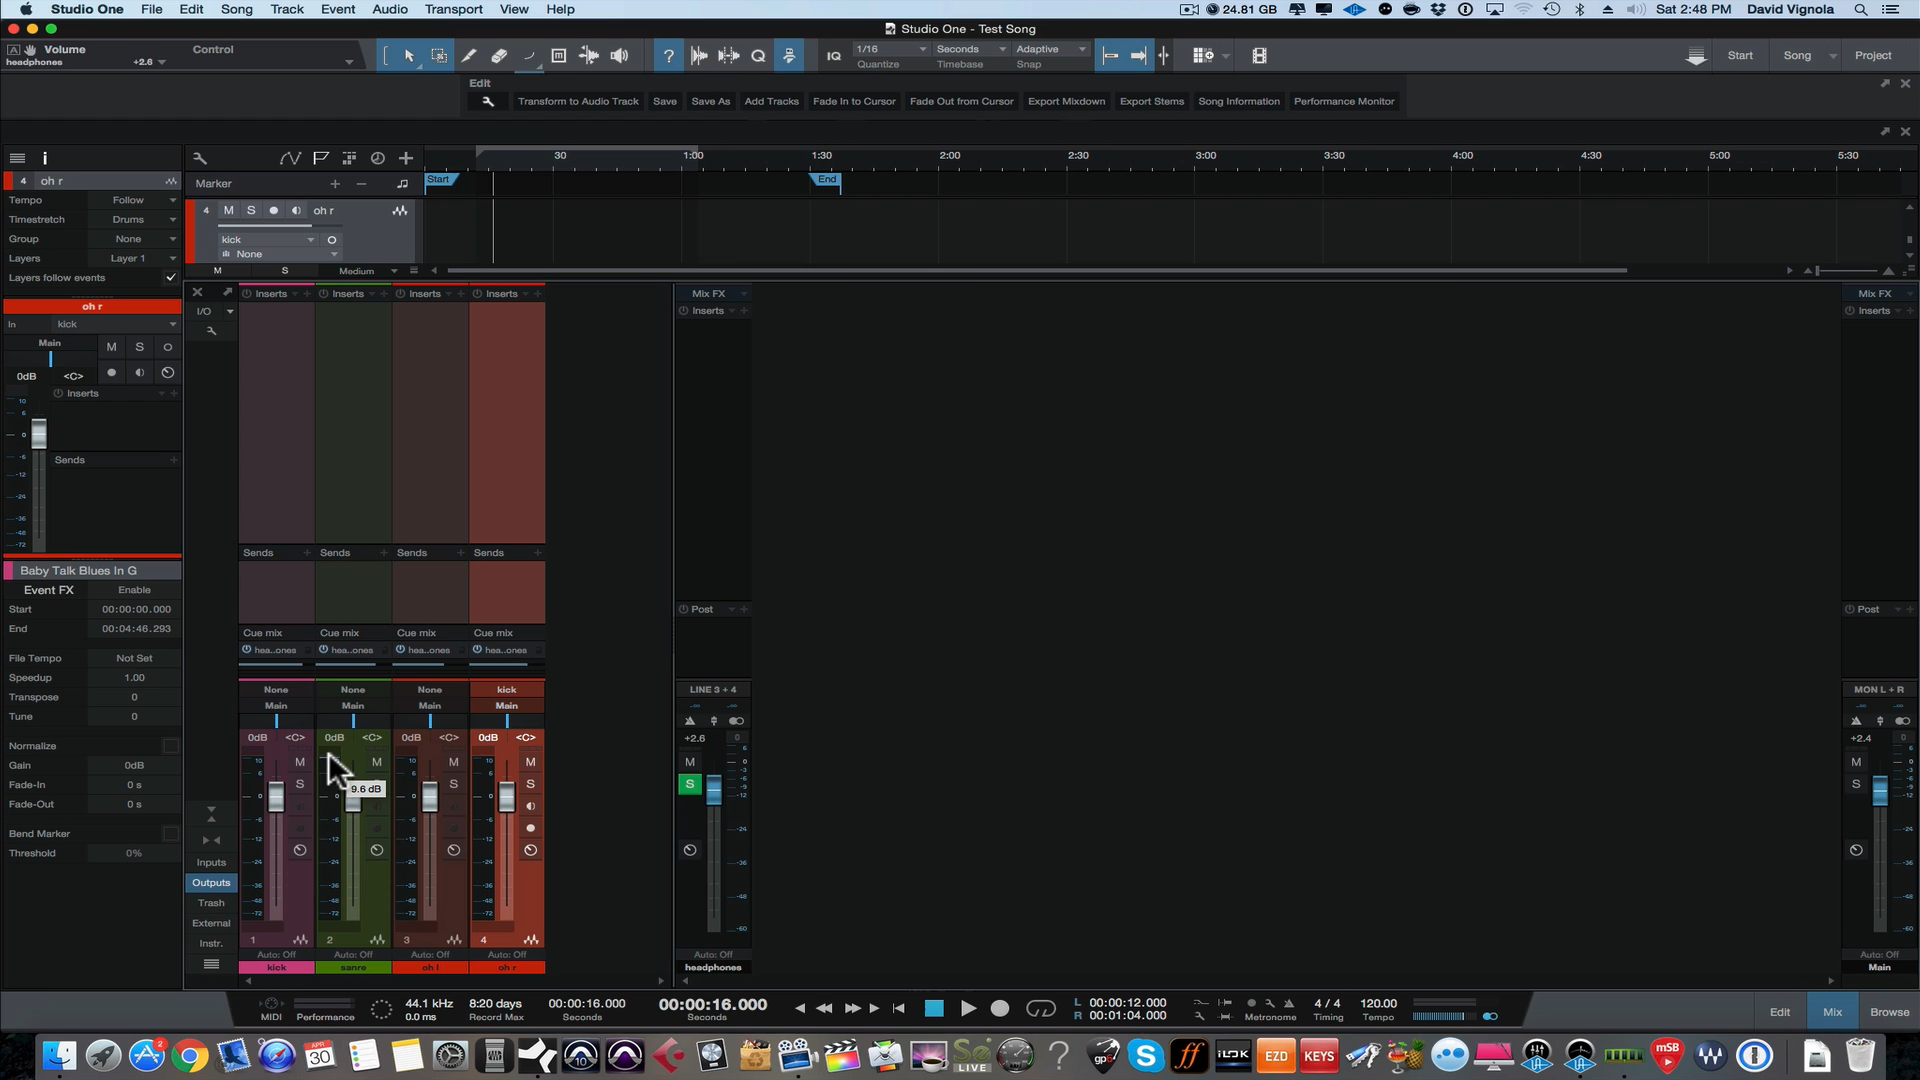 Studio One File Edit Song Track Event Audio Transport View Help
24.81 GB Sat 2:48 PM David Vignola
Studio One - Test Song
Volume Control
headphones +2.6
1/16 Seconds Adaptive
Quantize Timebase Snap
IQ
Start Song Project
Edit
Transform to Audio Track Save Save As Add Tracks Fade In to Cursor Fade Out from Cursor Export Mixdown Export Stems Song Information Performance Monitor
30 1:00 1:30 2:00 2:30 3:00 3:30 4:00 4:30 5:00 5:30
4 oh r
Marker Start End
Tempo Follow
4 M S oh r
Timestretch Drums
Group None
kick
None
Layers Layer 1
M S Medium
Layers follow events
oh r
In kick
Main
M S
0dB <C>
Inserts
Sends
I/O
Inserts Inserts Inserts Inserts
Mix FX Mix FX
Inserts Inserts
Sends Sends Sends Sends
Post Post
Cue mix Cue mix Cue mix Cue mix
hea..ones hea..ones hea..ones hea..ones
Baby Talk Blues In G
Event FX Enable
Start 00:00:00.000
End 00:04:46.293
File Tempo Not Set
Speedup 1.00
Transpose 0
Tune 0
Normalize
Gain 0dB
Fade-In 0 s
Fade-Out 0 s
Bend Marker
Threshold 0%
None None None kick
Main Main Main Main
LINE 3 + 4 MON L + R
0dB <C> 0dB <C> 0dB <C> 0dB <C>
+2.6 +2.4
M M M M M M
S S S S S
9.6 dB
Inputs
Outputs
Trash
External
Instr.
1 2 3 4
Auto: Off Auto: Off Auto: Off Auto: Off Auto: Off Auto: Off
kick sanre oh l oh r headphones Main
MIDI Performance
44.1 kHz 8:20 days 00:00:16.000 00:00:16.000
0.0 ms Record Max Seconds Seconds
L 00:00:12.000
R 00:01:04.000
Metronome
4 / 4 120.00
Timing Tempo
Edit Mix Browse